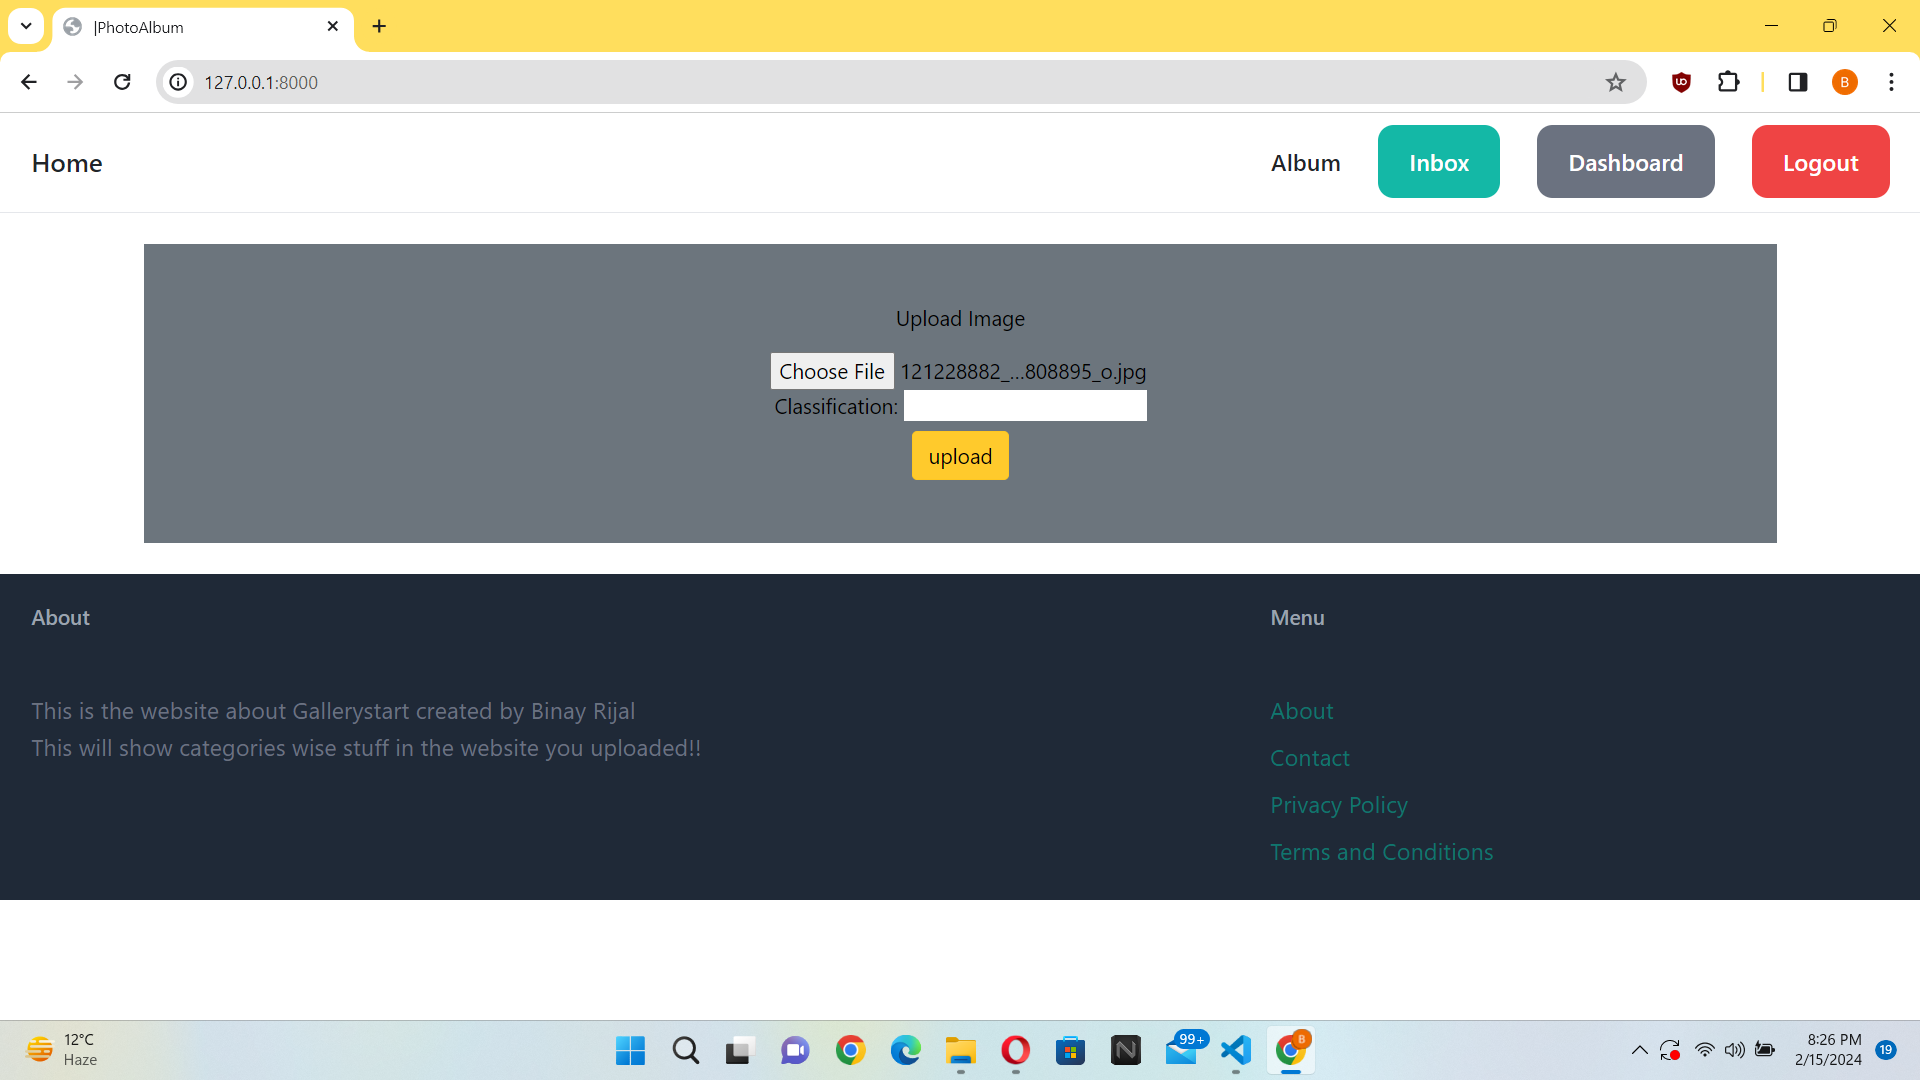 |PhotoAlbum
127.0.0.1:8000
B
Home
Album
Inbox
Dashboard
Logout
Upload Image
Choose File 121228882_...808895_o.jpg
Classification:
upload
About
Menu
This is the website about Gallerystart created by Binay Rijal
This will show categories wise stuff in the website you uploaded!!
About
Contact
Privacy Policy
Terms and Conditions
12°C
Haze
99+
B
8:26 PM
2/15/2024
19